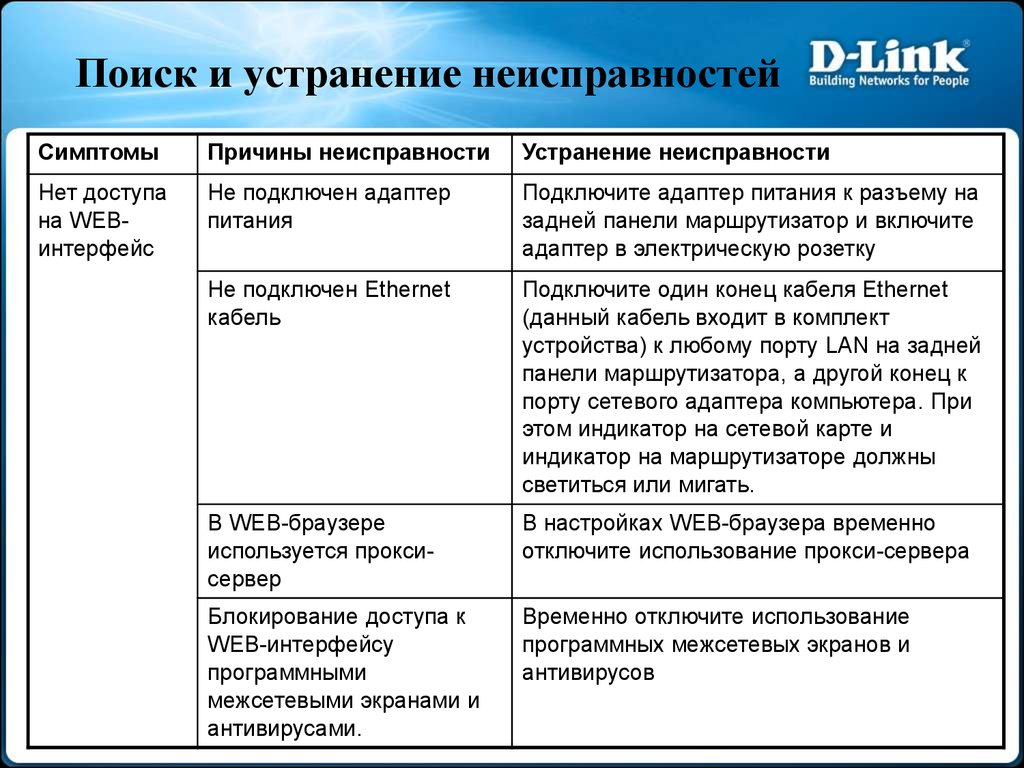 Поиск и устранение неисправностей
D-Link®
Building Networks for People
Симптомы
Причины неисправности
Устранение неисправности
Нет доступа
на WEB-
интерфейс
Не подключен адаптер
питания
Подключите адаптер питания к разъему на
задней панели маршрутизатор и включите
адаптер в электрическую розетку
Не подключен Ethernet
кабель
Подключите один конец кабеля Ethernet
(данный кабель входит в комплект
устройства) к любому порту LAN на задней
панели маршрутизатора, а другой конец к
порту сетевого адаптера компьютера. При
этом индикатор на сетевой карте и
индикатор на маршрутизаторе должны
светиться или мигать.
В WEB-браузере
используется прокси-
сервер
В настройках WEB-браузера временно
отключите использование прокси-сервера
Блокирование доступа к
WEB-интерфейсу
программными
межсетевыми экранами и
антивирусами.
Временно отключите использование
программных межсетевых экранов и
антивирусов